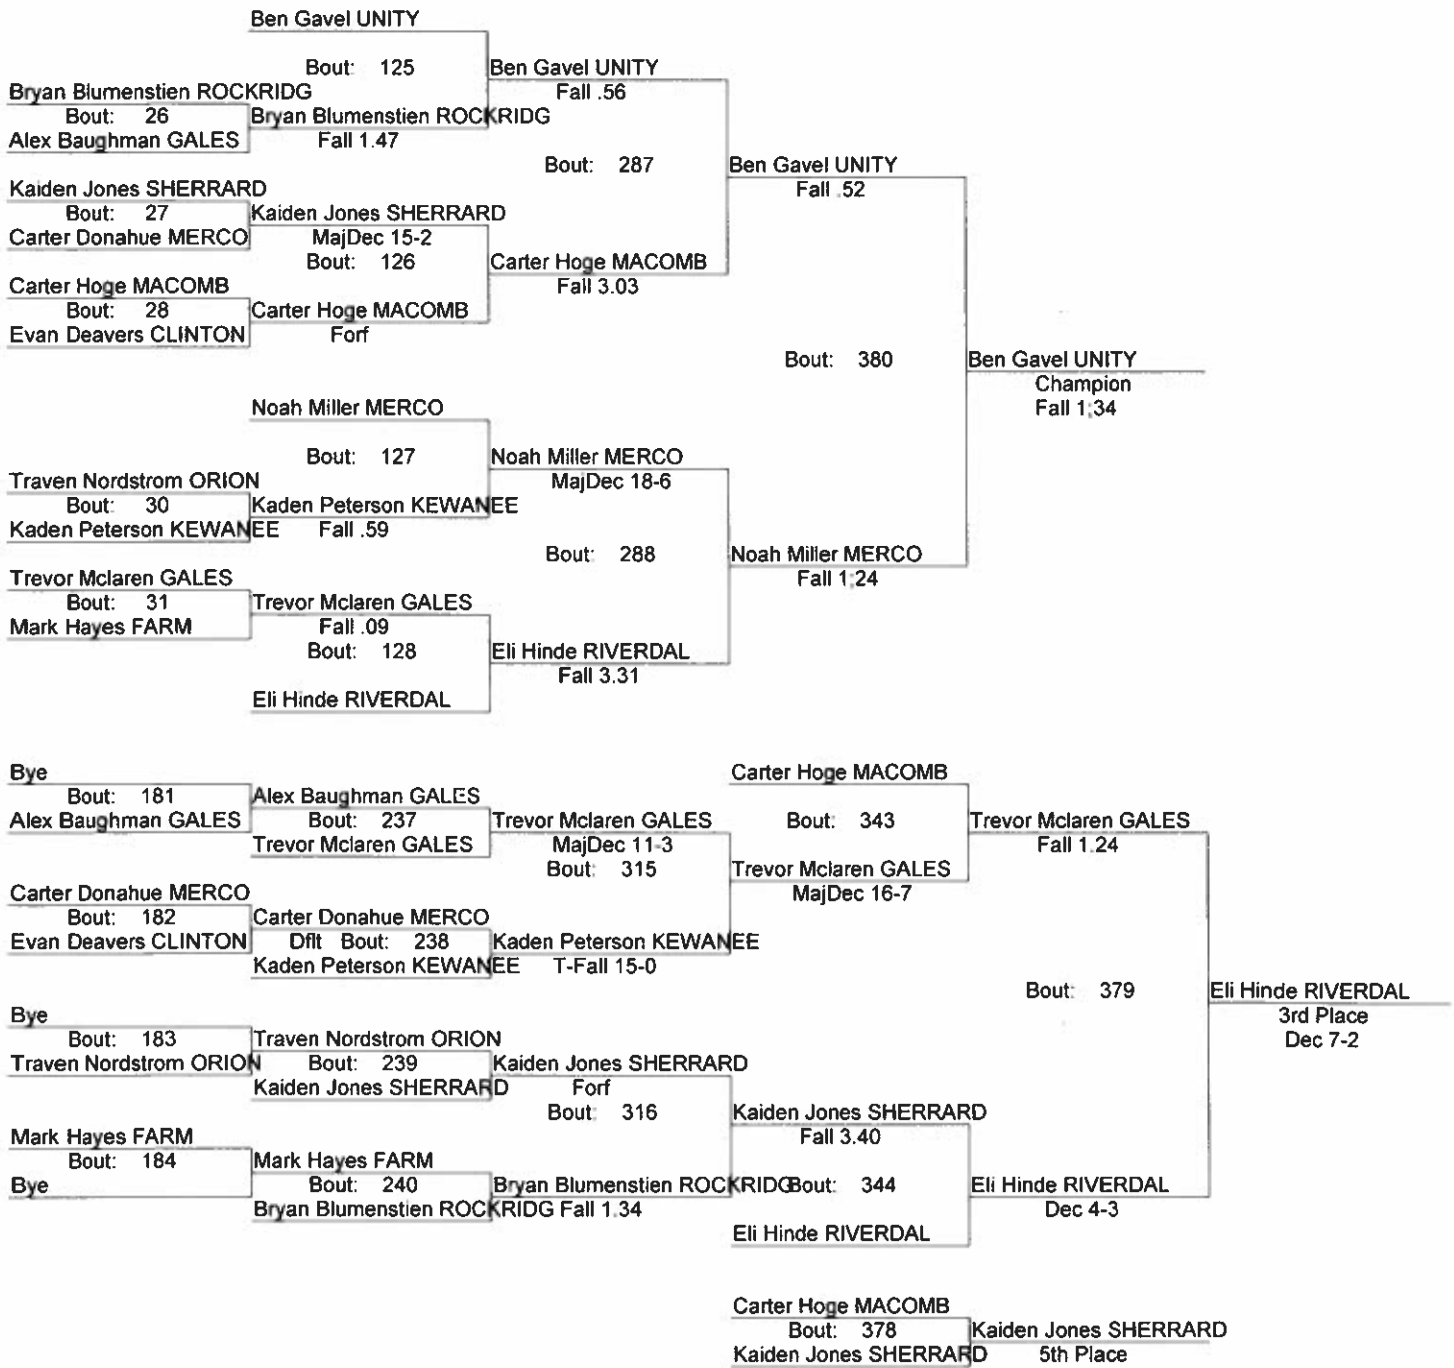 Ben Gavel UNITY
Bout: 125
Ben Gavel UNITY
Fall .56
Bryan Blumenstien ROCKRIDG
Bout: 26
Alex Baughman GALES
Bryan Blumenstien ROCKRIDG
Fall 1.47
Bout: 287
Ben Gavel UNITY
Fall .52
Kaiden Jones SHERRARD
Bout: 27
Carter Donahue MERCO
Kaiden Jones SHERRARD
MajDec 15-2
Bout: 126
Carter Hoge MACOMB
Fall 3.03
Carter Hoge MACOMB
Bout: 28
Evan Deavers CLINTON
Carter Hoge MACOMB
Forf
Bout: 380
Ben Gavel UNITY
Champion
Fall 1:34
Noah Miller MERCO
Bout: 127
Noah Miller MERCO
MajDec 18-6
Traven Nordstrom ORION
Bout: 30
Kaden Peterson KEWANEE
Kaden Peterson KEWANEE
Fall .59
Bout: 288
Noah Miller MERCO
Fall 1:24
Trevor Mclaren GALES
Bout: 31
Mark Hayes FARM
Trevor Mclaren GALES
Fall .09
Bout: 128
Eli Hinde RIVERDAL
Fall 3.31
Eli Hinde RIVERDAL
Bye
Bout: 181
Alex Baughman GALES
Alex Baughman GALES
Bout: 237
Trevor Mclaren GALES
Trevor Mclaren GALES
MajDec 11-3
Bout: 315
Carter Hoge MACOMB
Bout: 343
Trevor Mclaren GALES
MajDec 16-7
Trevor Mclaren GALES
Fall 1.24
Carter Donahue MERCO
Bout: 182
Evan Deavers CLINTON
Carter Donahue MERCO
Dflt Bout: 238
Kaden Peterson KEWANEE
Kaden Peterson KEWANEE
T-Fall 15-0
Bout: 379
Eli Hinde RIVERDAL
3rd Place
Dec 7-2
Bye
Bout: 183
Traven Nordstrom ORION
Traven Nordstrom ORION
Bout: 239
Kaiden Jones SHERRARD
Kaiden Jones SHERRARD
Forf
Bout: 316
Kaiden Jones SHERRARD
Fall 3.40
Mark Hayes FARM
Bout: 184
Bye
Mark Hayes FARM
Bout: 240
Bryan Blumenstien ROCKRIDG
Bryan Blumenstien ROCKRIDG
Fall 1.34
Bout: 344
Eli Hinde RIVERDAL
Eli Hinde RIVERDAL
Dec 4-3
Carter Hoge MACOMB
Bout: 378
Kaiden Jones SHERRARD
Kaiden Jones SHERRARD
5th Place